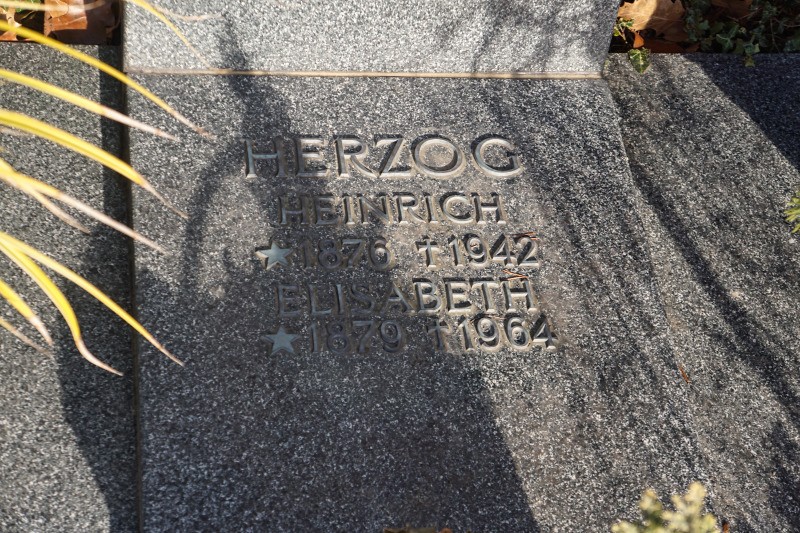 HERZOG
HEINRICH
★1876 †1942
ELISABETH
★1879 †1964